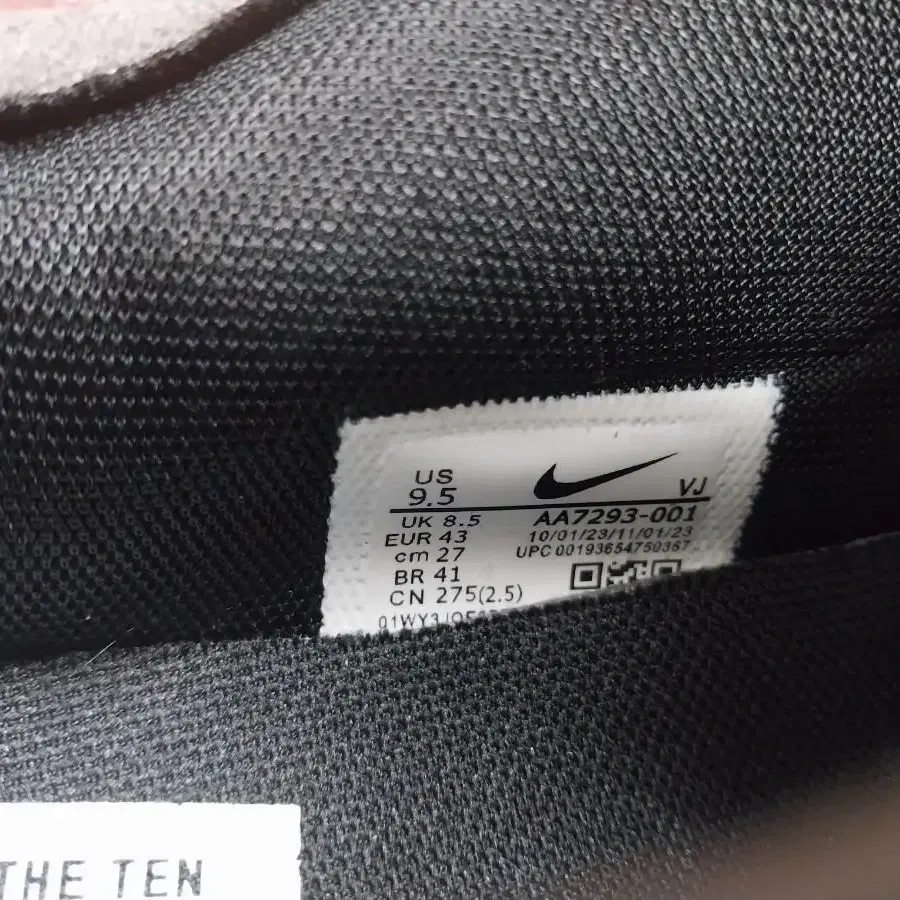 US
9.5
VJ
UK 8.5
AA7293-001
EUR 43
10/01/23/11/01/23
cm 27
UPC 00193654750367
BR 41
CN 275(2.5)
THE TEN